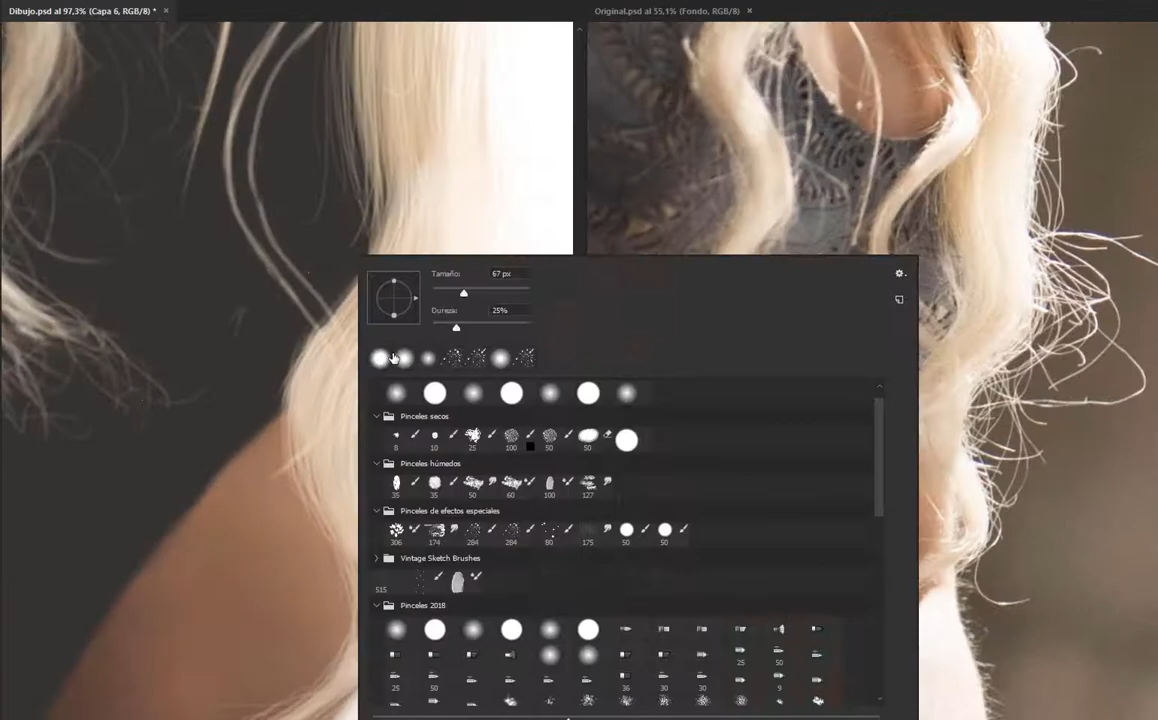 Dibujo.psd al 97,3% (Capa 6, RGB/8) * ×
Original.psd al 55,1% (Fondo, RGB/8) ×
Tamaño: 67 px
Dureza: 25%
Pinceles secos
8 10 25 100 50 50
Pinceles húmedos
35 35 50 60 100 127
Pinceles de efectos especiales
306 174 284 284 80 175 50 50
Vintage Sketch Brushes
515
Pinceles 2018
25 50
25 50 36 30 30 9